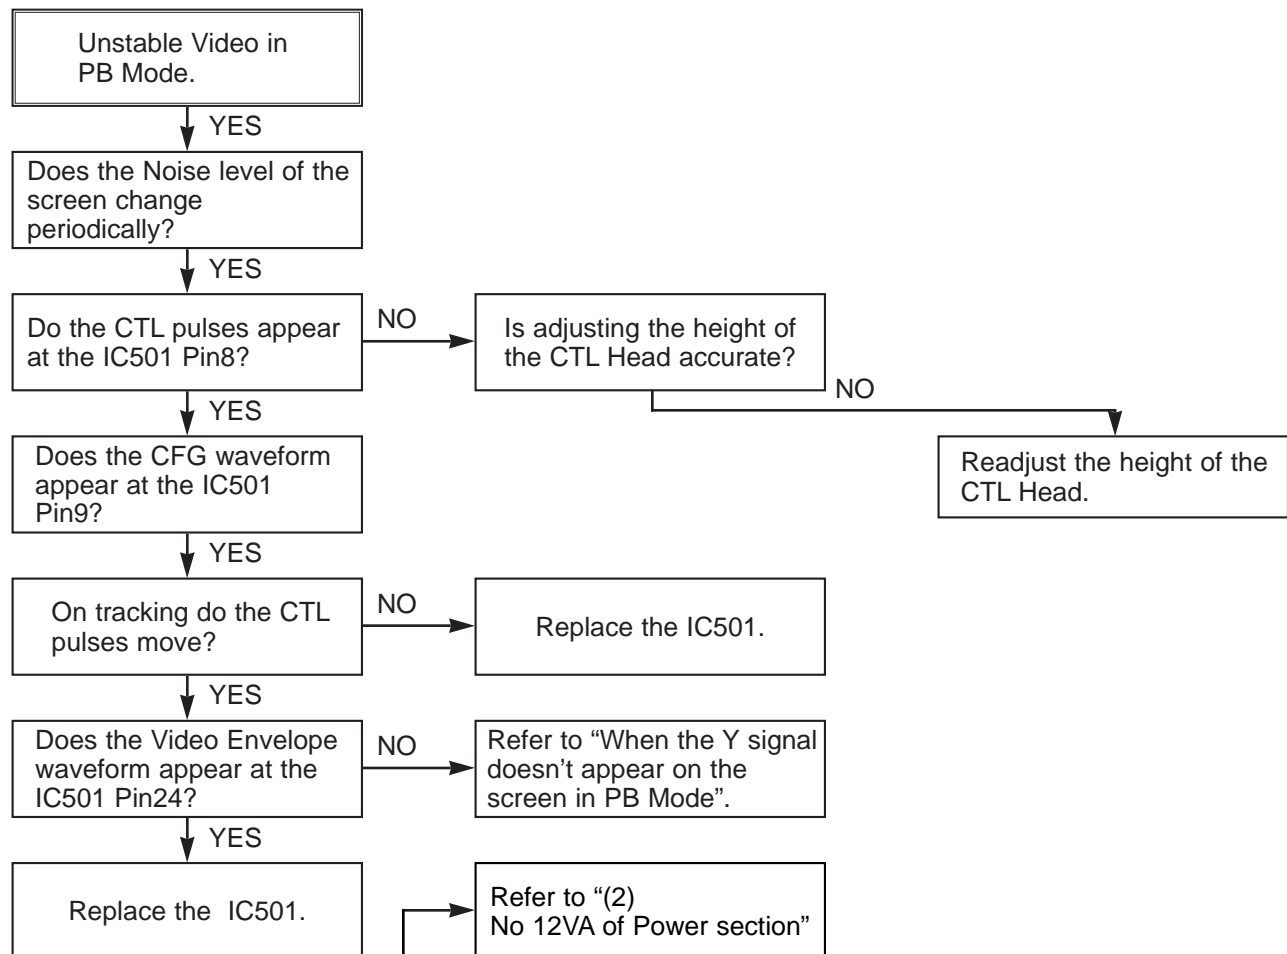 Unstable Video in
PB Mode.
YES
Does the Noise level of the
screen change
periodically?
YES
Do the CTL pulses appear
at the IC501 Pin8?
NO
Is adjusting the height of
the CTL Head accurate?
NO
Readjust the height of the
CTL Head.
YES
Does the CFG waveform
appear at the IC501
Pin9?
YES
On tracking do the CTL
pulses move?
NO
Replace the IC501.
YES
Does the Video Envelope
waveform appear at the
IC501 Pin24?
NO
Refer to “When the Y signal
doesn't appear on the
screen in PB Mode”.
YES
Replace the  IC501.
Refer to “(2)
No 12VA of Power section”